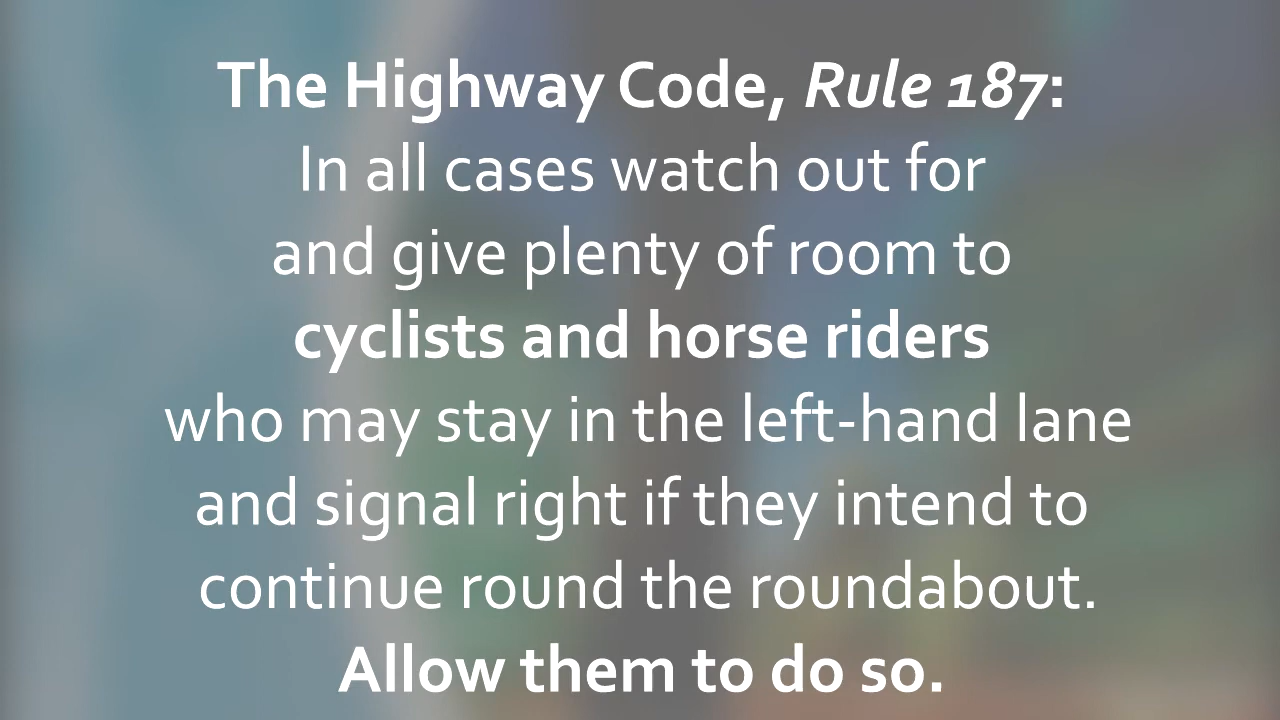 The Highway Code, Rule 187:
In all cases watch out for
and give plenty of room to
cyclists and horse riders
who may stay in the left-hand lane
and signal right if they intend to
continue round the roundabout.
Allow them to do so.